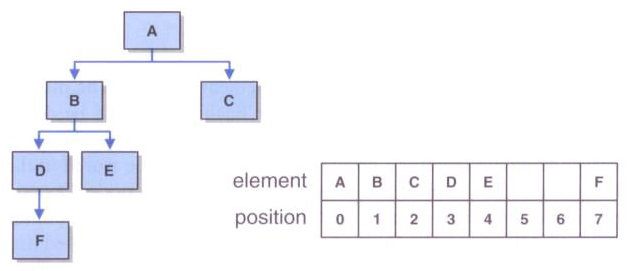 A
B C
D E
F
element A B C D E F
position 0 1 2 3 4 5 6 7